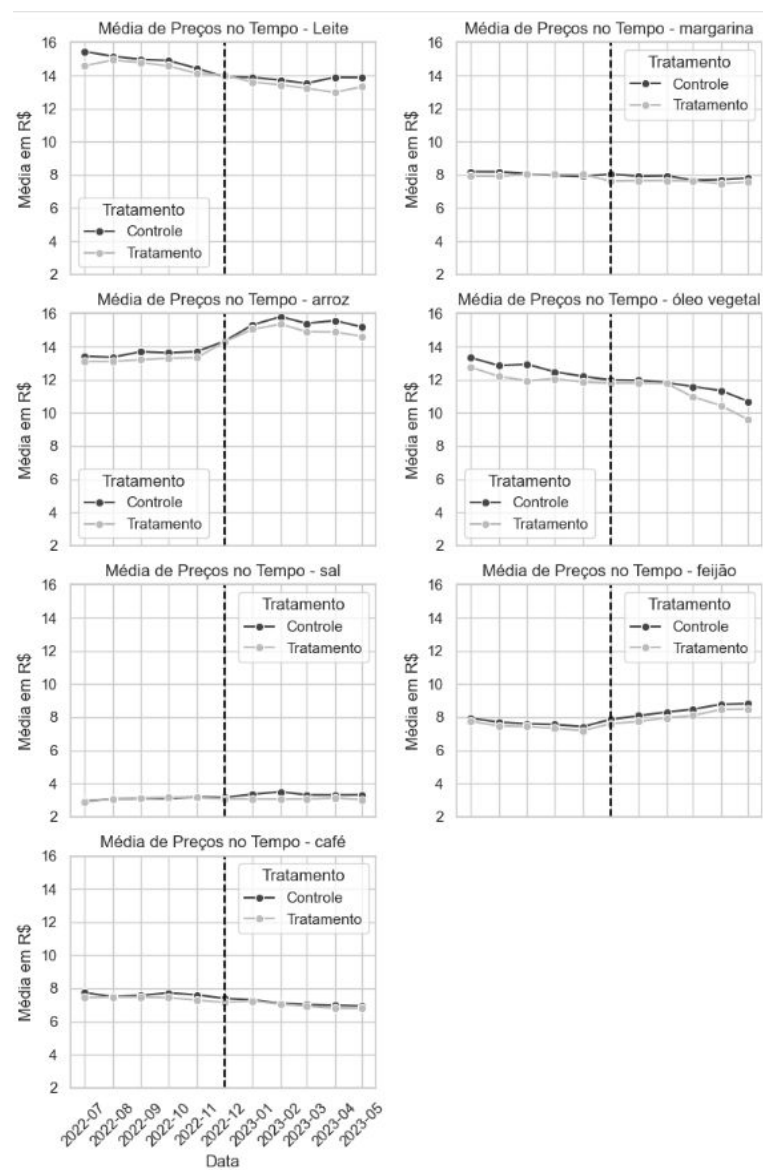 Média de Preços no Tempo - Leite
16
14
12
10
8
6
4
2
Média em R$
Tratamento
Controle
Tratamento
Média de Preços no Tempo - margarina
16
14
12
10
8
6
4
2
Média em R$
Tratamento
Controle
Tratamento
Média de Preços no Tempo - arroz
16
14
12
10
8
6
4
2
Média em R$
Tratamento
Controle
Tratamento
Média de Preços no Tempo - óleo vegetal
16
14
12
10
8
6
4
2
Média em R$
Tratamento
Controle
Tratamento
Média de Preços no Tempo - sal
16
14
12
10
8
6
4
2
Média em R$
Tratamento
Controle
Tratamento
Média de Preços no Tempo - feijão
16
14
12
10
8
6
4
2
Média em R$
Tratamento
Controle
Tratamento
Média de Preços no Tempo - café
16
14
12
10
8
6
4
2
Média em R$
Tratamento
Controle
Tratamento
2022-07
2022-08
2022-09
2022-10
2022-11
2022-12
2023-01
2023-02
2023-03
2023-04
2023-05
Data